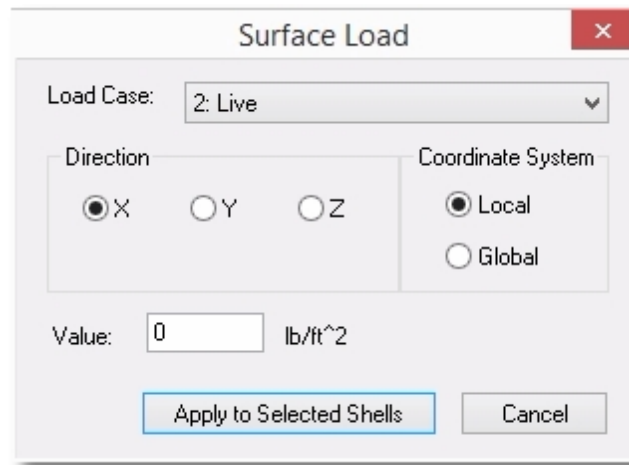 Surface Load
Load Case: 2: Live
Direction
X Y Z
Coordinate System
Local
Global
Value: 0 lb/ft^2
Apply to Selected Shells Cancel